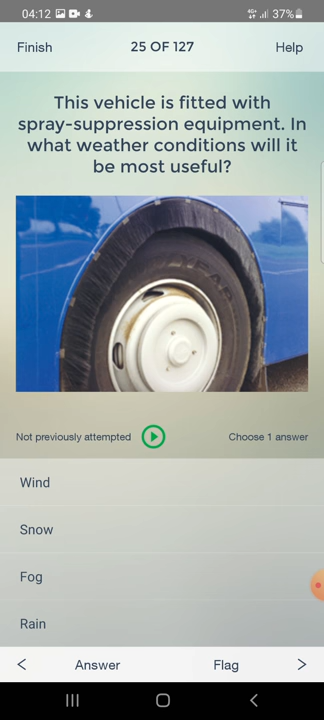 04:12
4G+ 37%
Finish
25 OF 127
Help
This vehicle is fitted with
spray-suppression equipment. In
what weather conditions will it
be most useful?
Not previously attempted
Choose 1 answer
Wind
Snow
Fog
Rain
< Answer Flag >